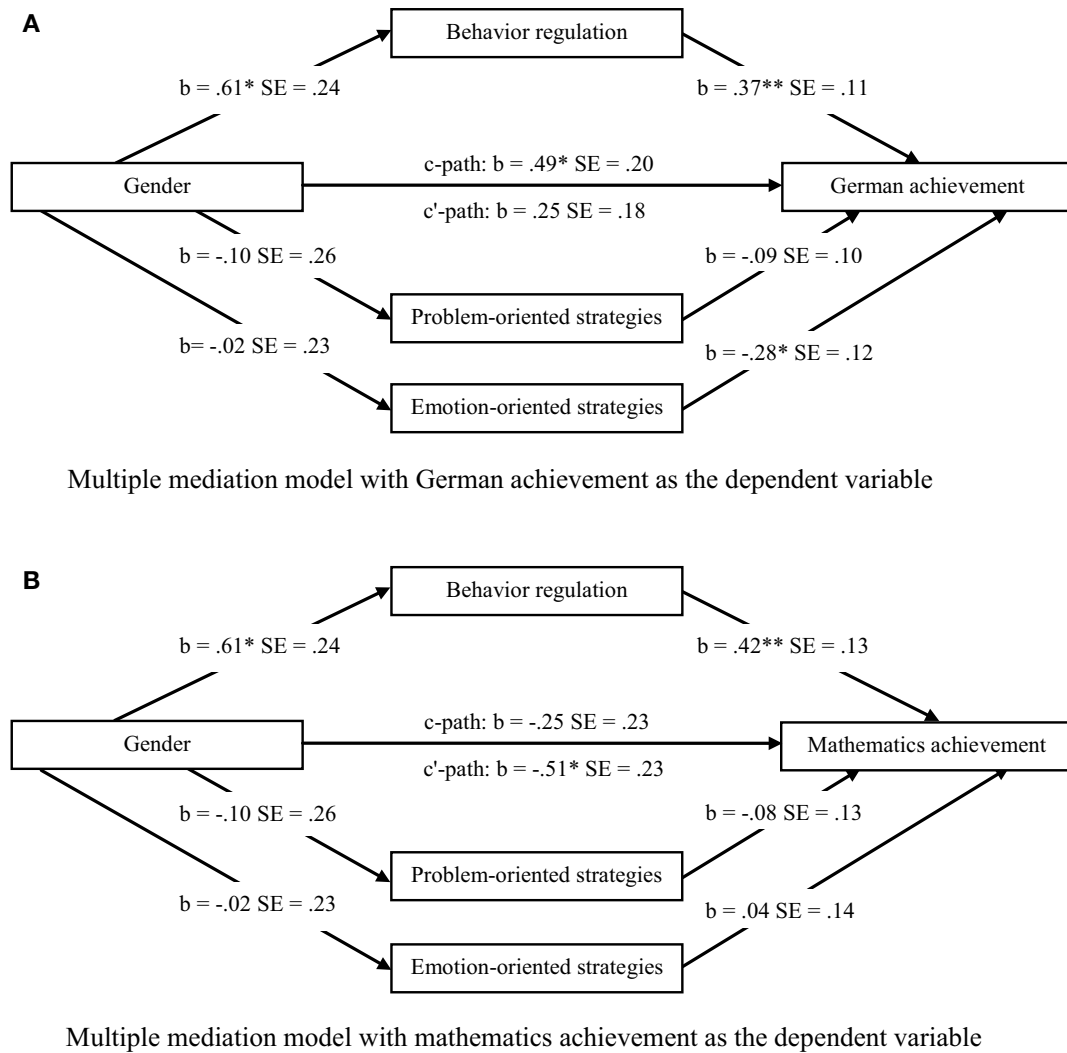 A
Behavior regulation
b = .61* SE = .24
b = .37** SE = .11
c-path: b = .49* SE = .20
Gender
German achievement
c'-path: b = .25 SE = .18
b = -.10 SE = .26
b = -.09 SE = .10
Problem-oriented strategies
b= -.02 SE = .23
b = -.28* SE = .12
Emotion-oriented strategies
Multiple mediation model with German achievement as the dependent variable
B
Behavior regulation
b = .61* SE = .24
b = .42** SE = .13
c-path: b = -.25 SE = .23
Gender
Mathematics achievement
c'-path: b = -.51* SE = .23
b = -.10 SE = .26
b = -.08 SE = .13
Problem-oriented strategies
b = -.02 SE = .23
b = .04 SE = .14
Emotion-oriented strategies
Multiple mediation model with mathematics achievement as the dependent variable